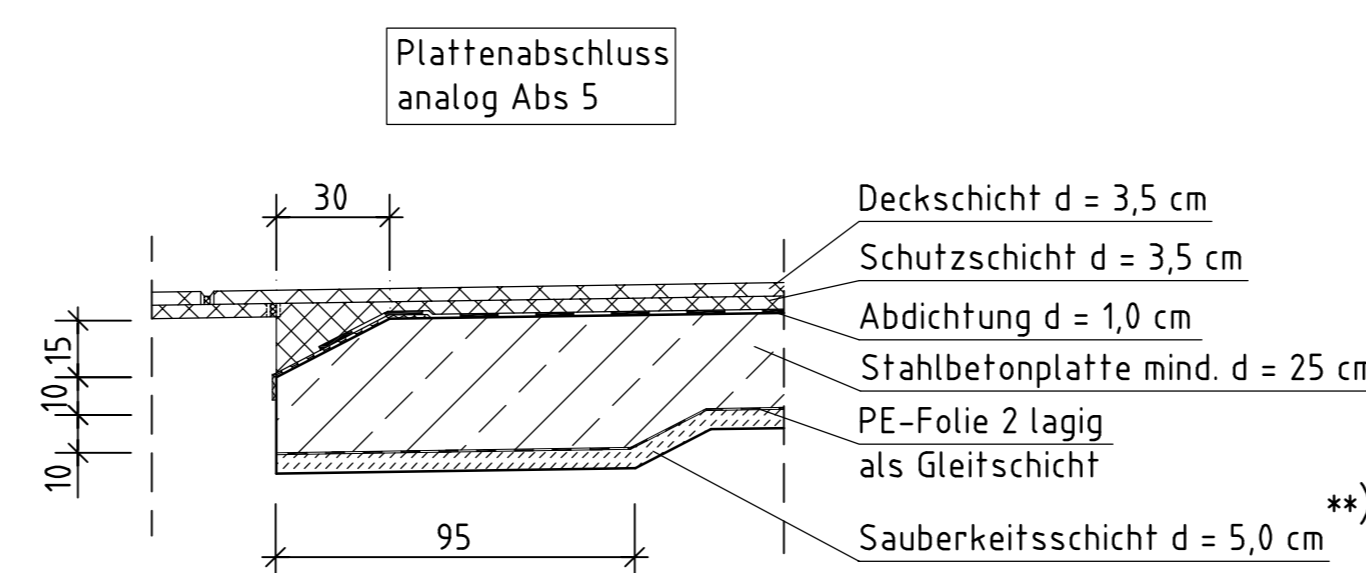 Plattenabschluss
analog Abs 5
30
Deckschicht d = 3,5 cm
Schutzschicht d = 3,5 cm
Abdichtung d = 1,0 cm
Stahlbetonplatte mind. d = 25 cm
PE-Folie 2 lagig
als Gleitschicht
**)
Sauberkeitsschicht d = 5,0 cm
15
10
10
95